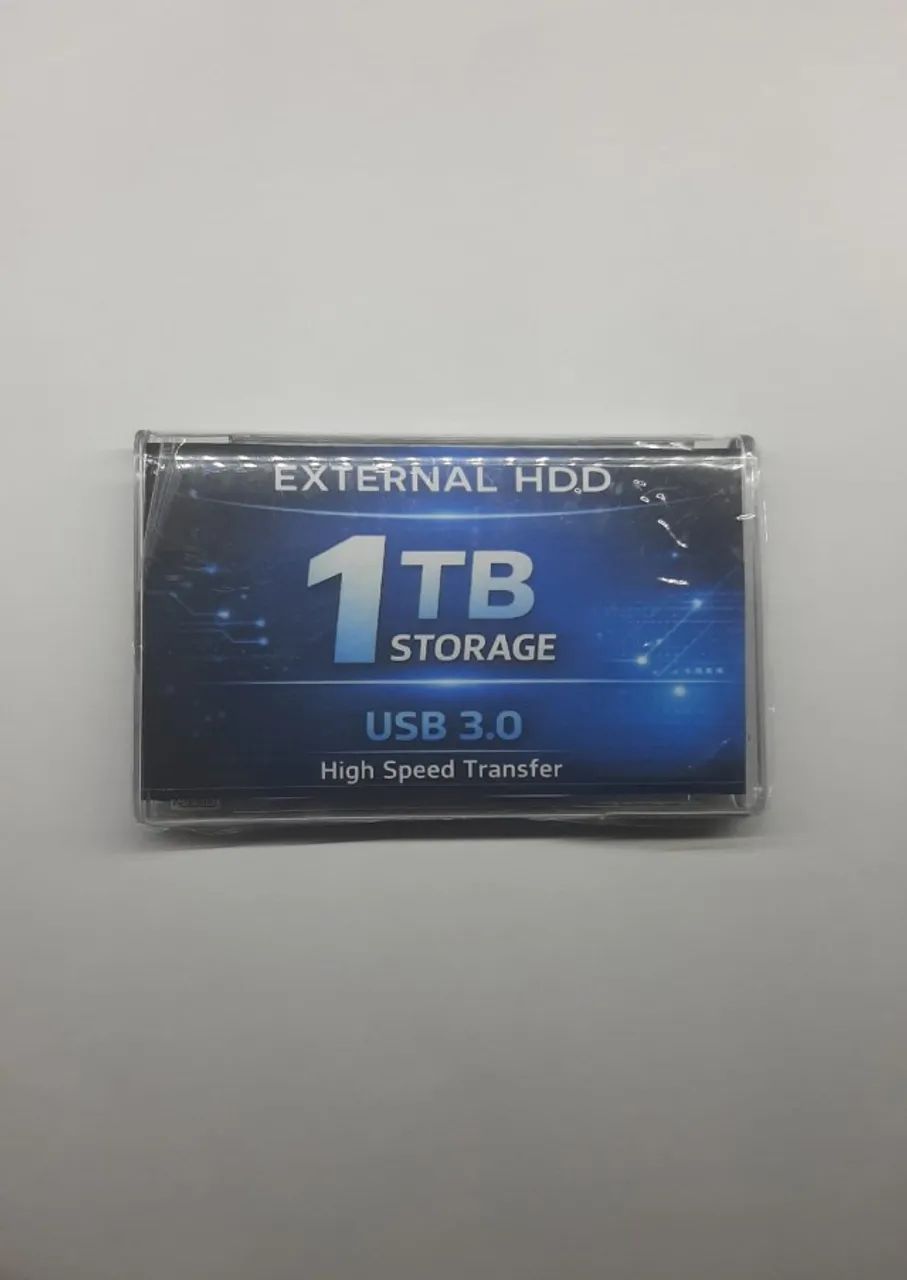 EXTERNAL HDD
1TB
STORAGE
USB 3.0
High Speed Transfer